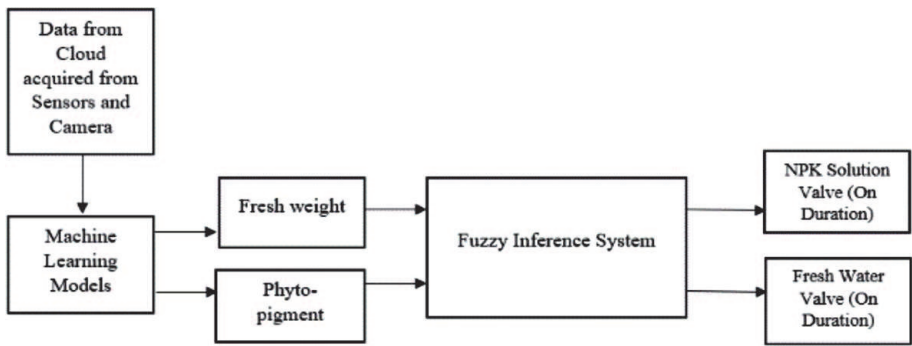 Data from
Cloud
acquired from
Sensors and
Camera
Machine
Learning
Models
Fresh weight
Phyto-
pigment
Fuzzy Inference System
NPK Solution
Valve (On
Duration)
Fresh Water
Valve (On
Duration)